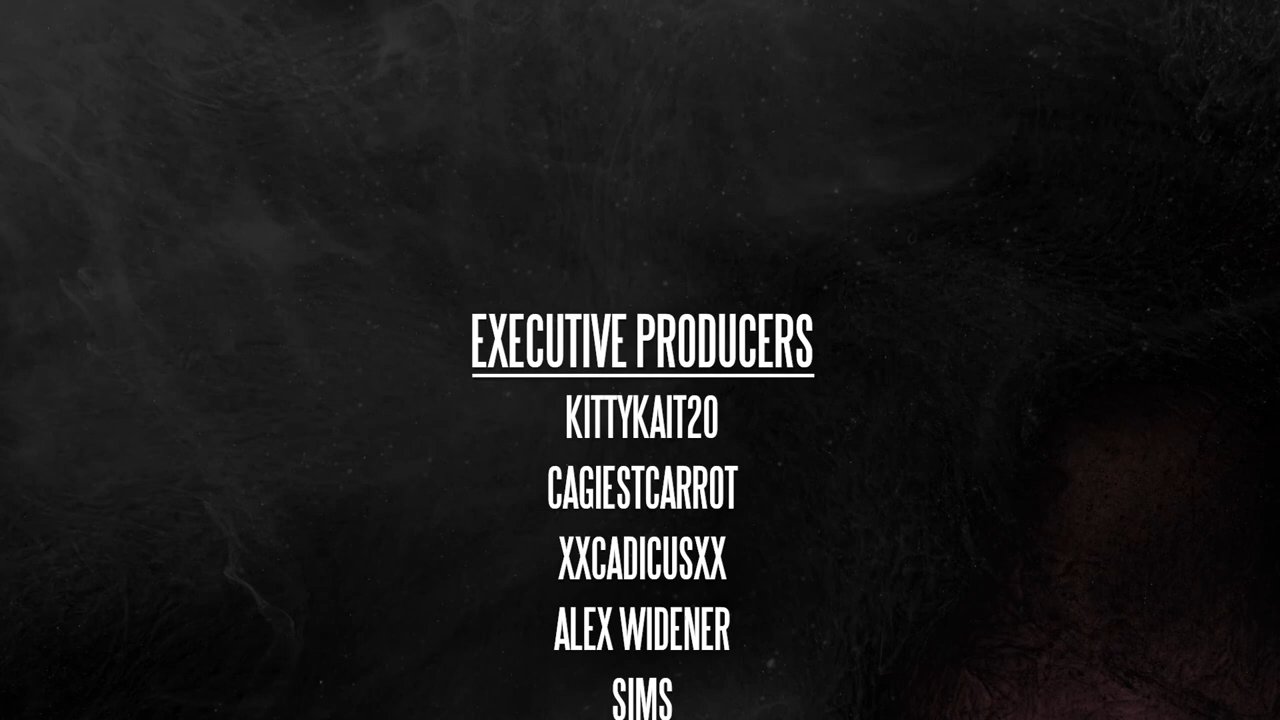 EXECUTIVE PRODUCERS
KITTYKAIT20
CAGIESTCARROT
XXCADICUSXX
ALEX WIDENER
SIMS